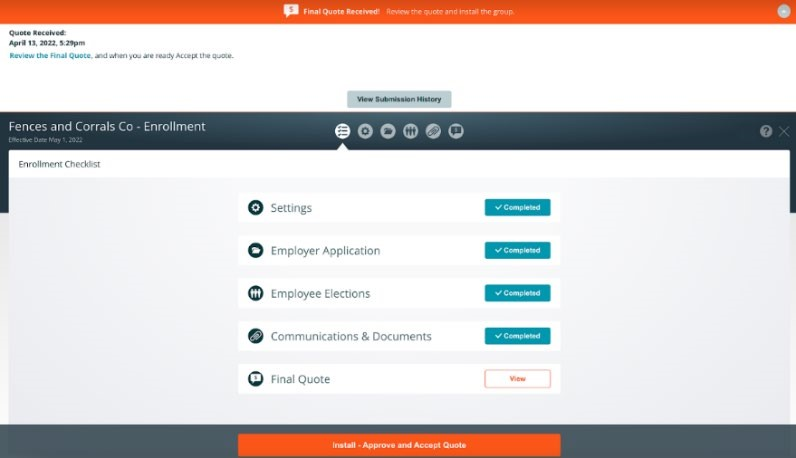 Final Quote Received! Review the quote and install the group.
Quote Received:
April 13, 2022, 5:29pm
Review the Final Quote, and when you are ready Accept the quote.
View Submission History
Fences and Corrals Co - Enrollment
Effective Date May 1, 2022
Enrollment Checklist
Settings
Completed
Employer Application
Completed
Employee Elections
Completed
Communications & Documents
Completed
Final Quote
View
Install - Approve and Accept Quote